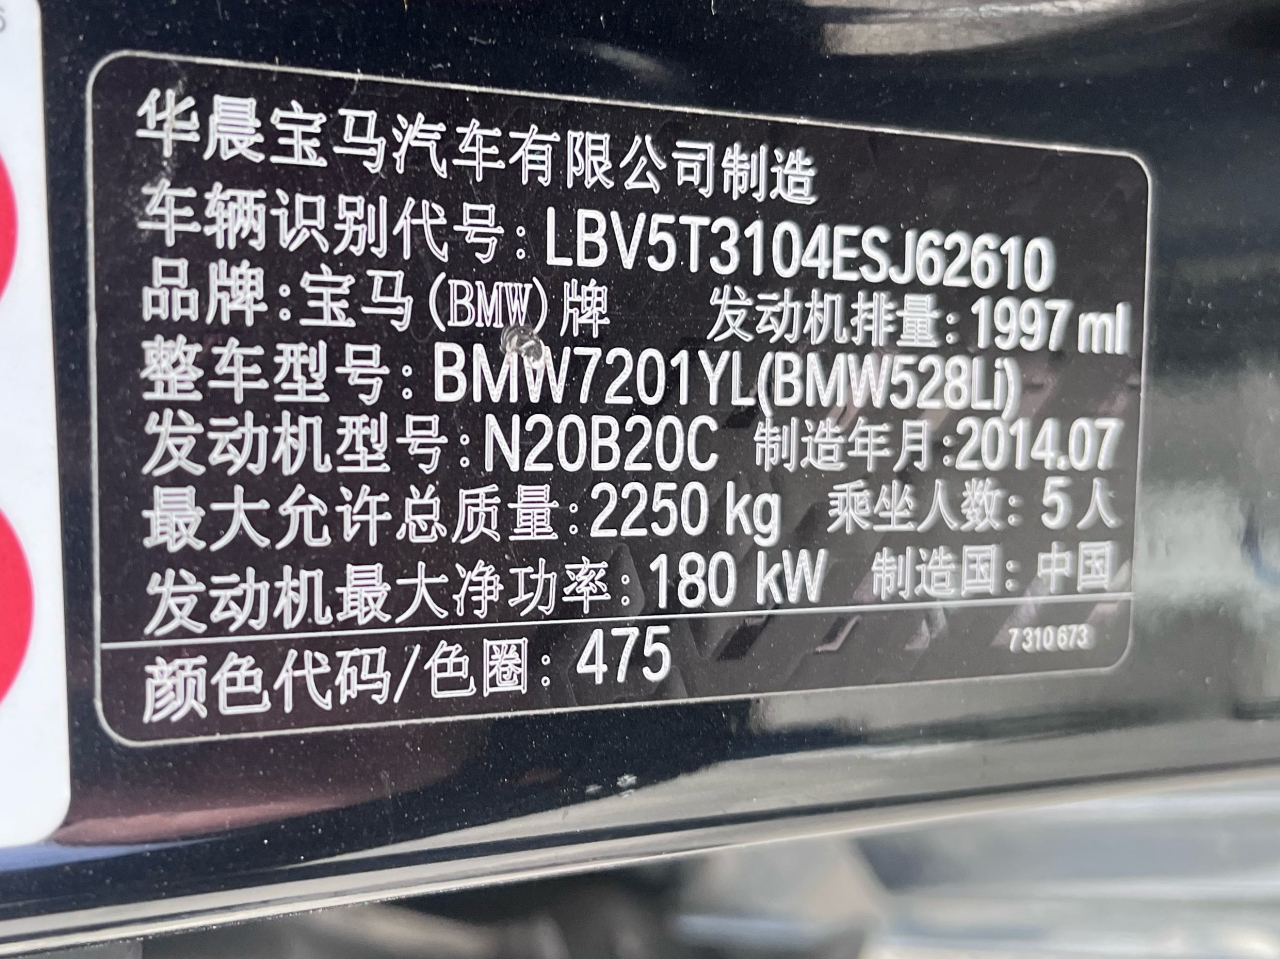 华晨宝马汽车有限公司制造
车辆识别代号: LBV5T3104ESJ62610
品牌: 宝马(BMW)牌 发动机排量: 1997 ml
整车型号: BMW7201YL(BMW528Li)
发动机型号: N20B20C 制造年月:2014.07
最大允许总质量: 2250 kg 乘坐人数: 5人
发动机最大净功率: 180 kW 制造国: 中国
7310673
颜色代码/色圈: 475